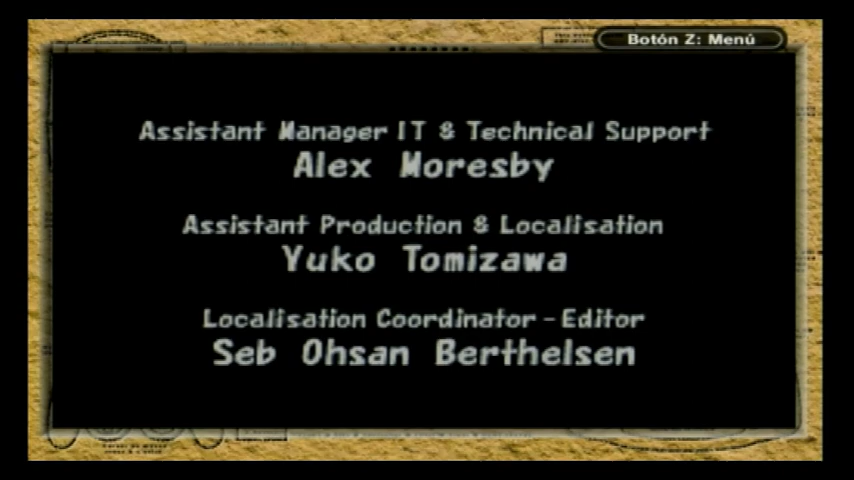 Botón Z: Menú
Assistant Manager IT & Technical Support
Alex Moresby
Assistant Production & Localisation
Yuko Tomizawa
Localisation Coordinator - Editor
Seb Ohsan Berthelsen